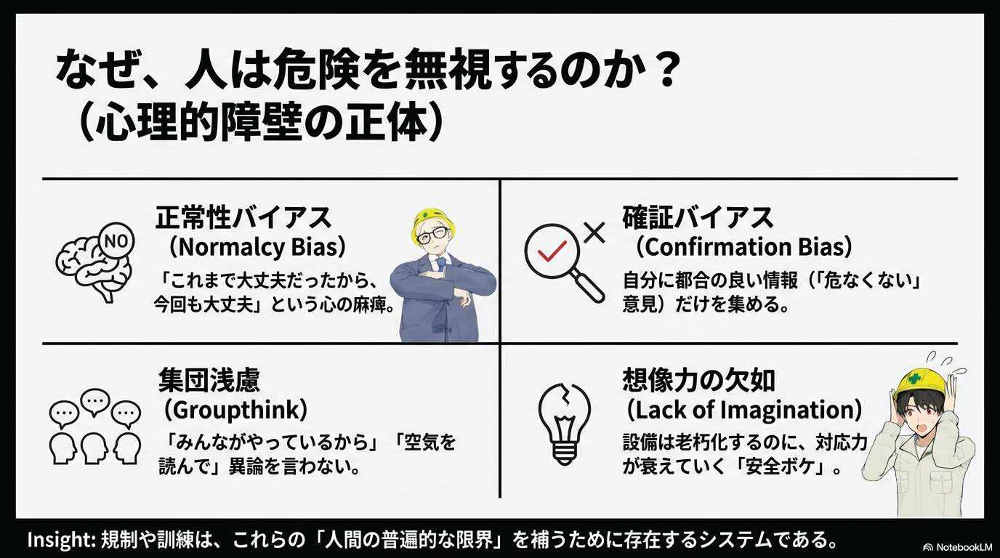 なぜ、人は危険を無視するのか？
（心理的障壁の正体）
NO
正常性バイアス
（Normalcy Bias）
「これまで大丈夫だったから、
今回も大丈夫」という心の麻痺。
確証バイアス
（Confirmation Bias）
自分に都合の良い情報（「危なくない」
意見）だけを集める。
集団浅慮
（Groupthink）
「みんながやっているから」「空気を
読んで」異論を言わない。
想像力の欠如
（Lack of Imagination）
設備は老朽化するのに、対応力
が衰えていく「安全ボケ」。
Insight: 規制や訓練は、これらの「人間の普遍的な限界」を補うために存在するシステムである。
NotebookLM